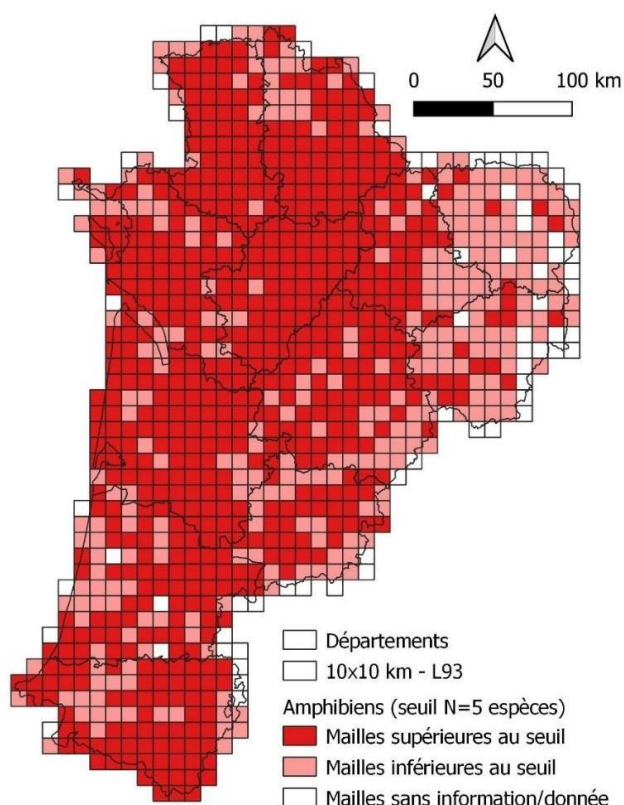 0 50 100 km
Départements
10x10 km - L93
Amphibiens (seuil N=5 espèces)
Mailles supérieures au seuil
Mailles inférieures au seuil
Mailles sans information/donnée